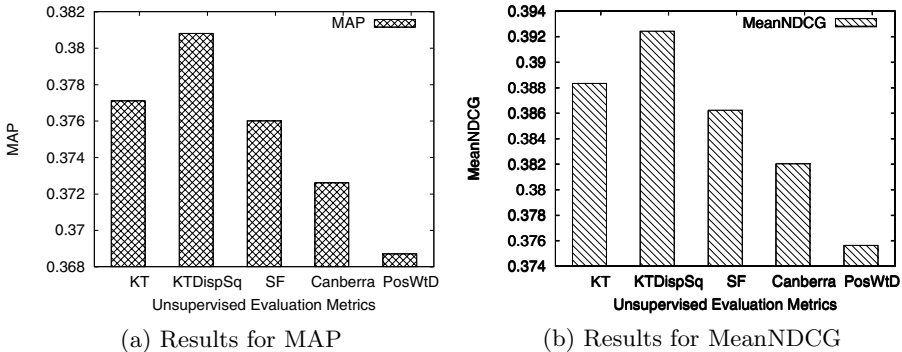 0.382
0.38
0.378
0.376
0.374
0.372
0.37
0.368
MAP
MAP
KT KTDispSq SF Canberra PosWtD
Unsupervised Evaluation Metrics
(a) Results for MAP
0.394
0.392
0.39
0.388
0.386
0.384
0.382
0.38
0.378
0.376
0.374
MeanNDCG
MeanNDCG
KT KTDispSq SF Canberra PosWtD
Unsupervised Evaluation Metrics
(b) Results for MeanNDCG